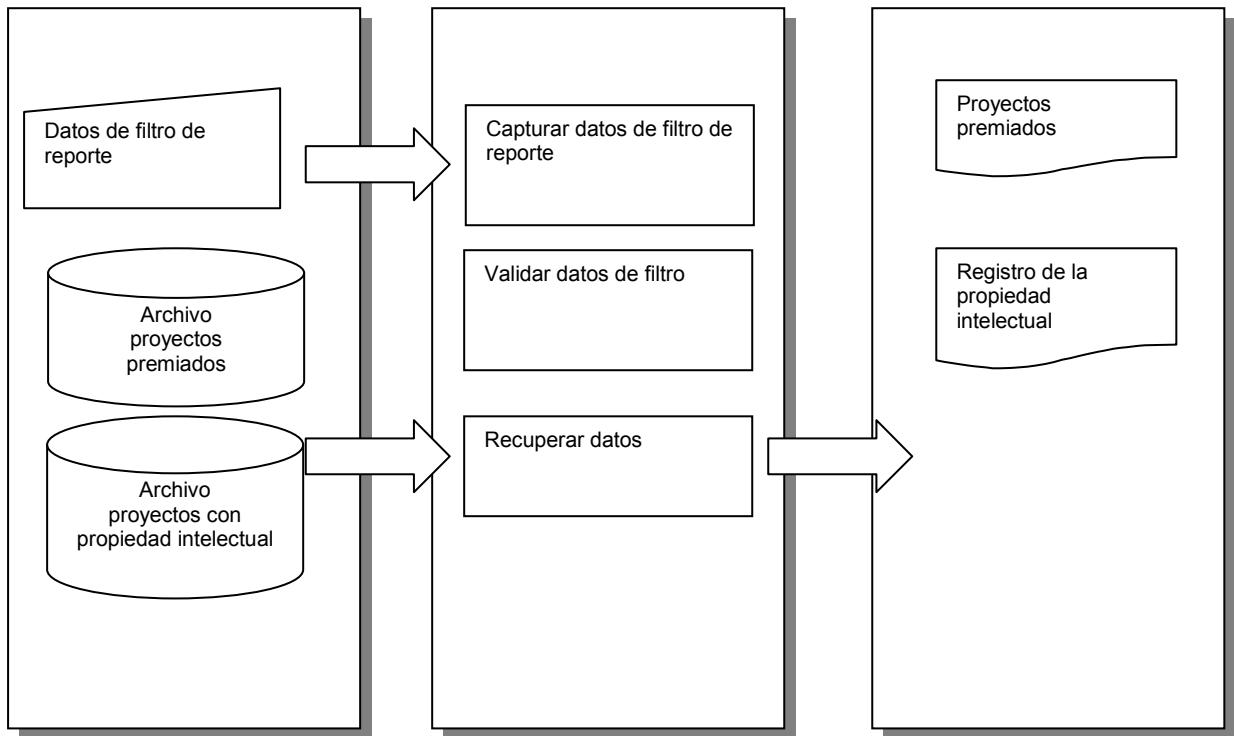 Datos de filtro de
reporte
Archivo
proyectos
premiados
Archivo
proyectos con
propiedad intelectual
Capturar datos de filtro de
reporte
Validar datos de filtro
Recuperar datos
Proyectos
premiados
Registro de la
propiedad
intelectual